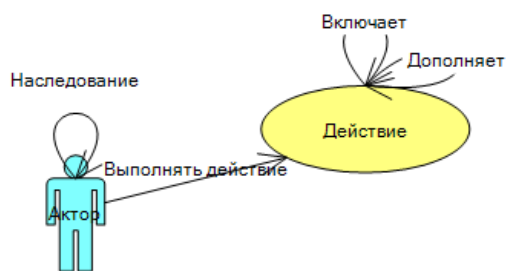 Включает
Дополняет
Наследование
Действие
Выполнять действие
Актор